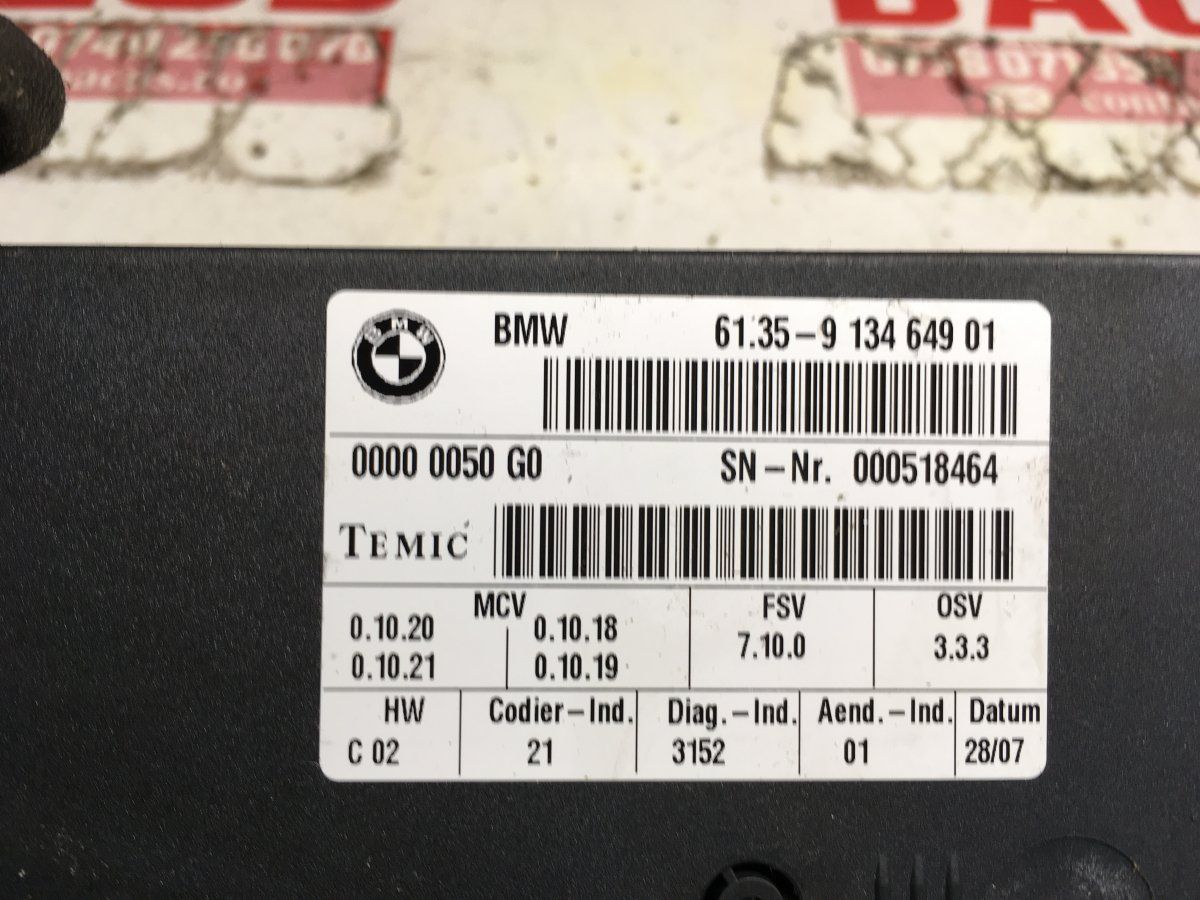 BMW
BMW 61.35-9 134 649 01
0000 0050 G0 SN-Nr. 000518464
TEMIC
MCV FSV OSV
0.10.20 0.10.18 7.10.0 3.3.3
0.10.21 0.10.19
HW Codier-Ind. Diag.-Ind. Aend.-Ind. Datum
C 02 21 3152 01 28/07